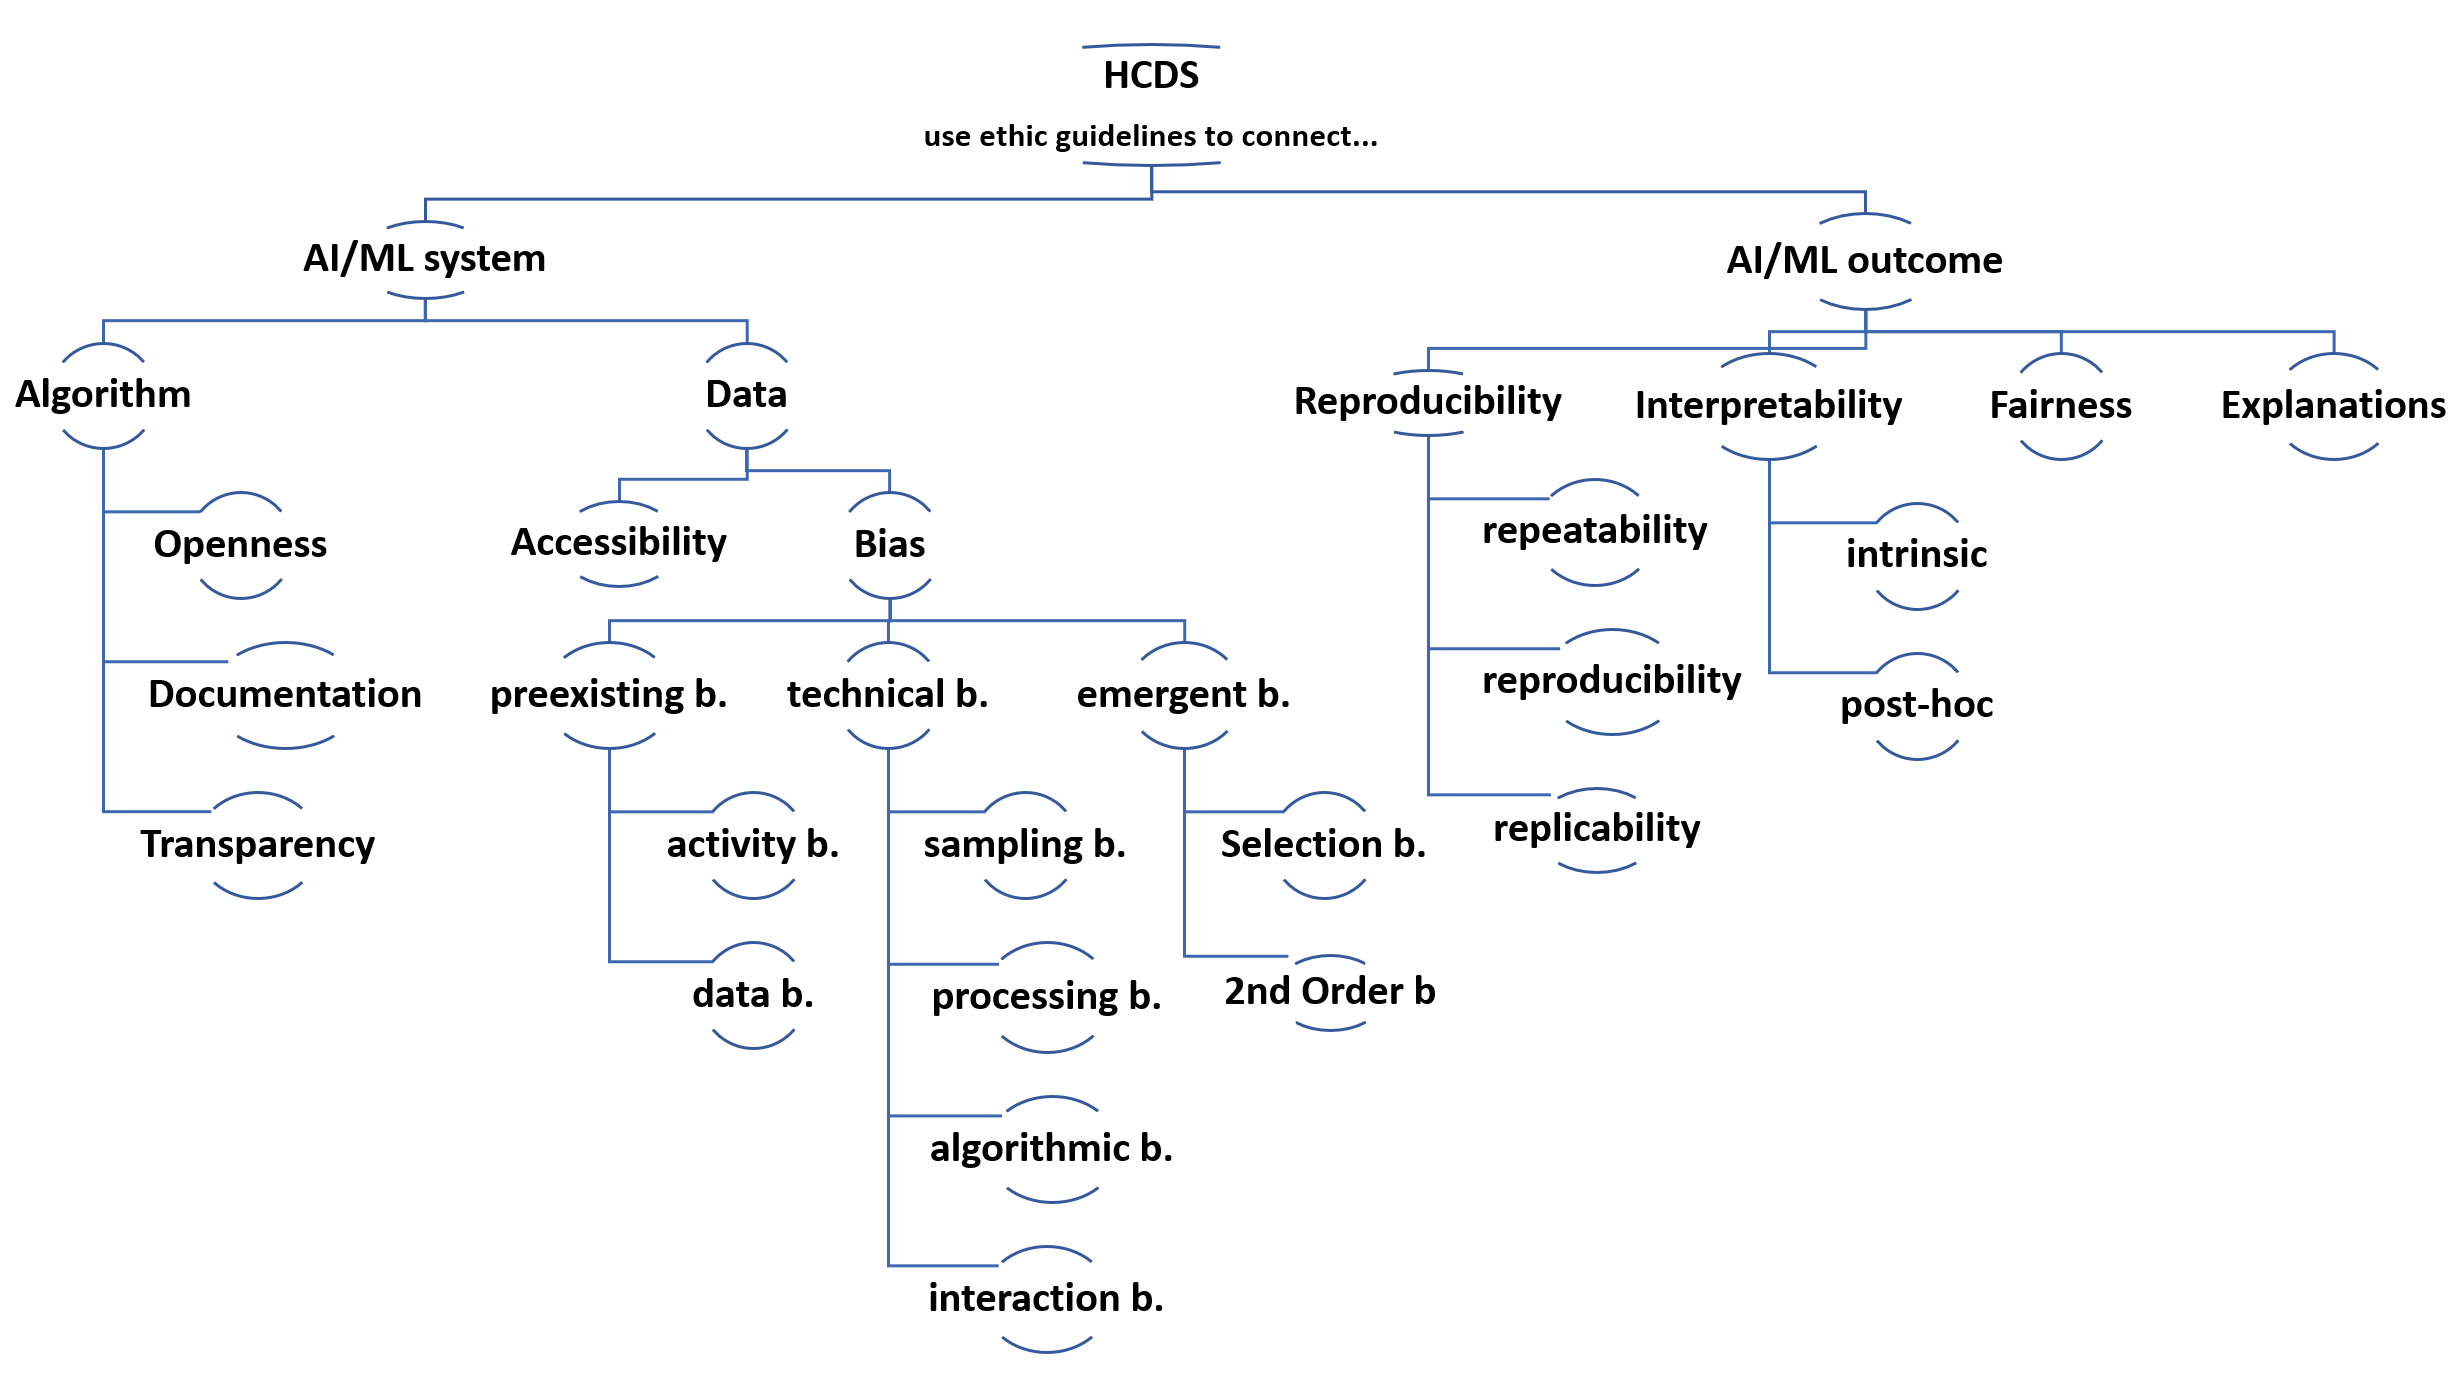 HCDS
use ethic guidelines to connect...
AI/ML system
AI/ML outcome
Algorithm
Data
Reproducibility
Interpretability
Fairness
Explanations
Openness
Accessibility
Bias
repeatability
intrinsic
Documentation
preexisting b.
technical b.
emergent b.
reproducibility
post-hoc
Transparency
activity b.
sampling b.
Selection b.
replicability
data b.
processing b.
2nd Order b
algorithmic b.
interaction b.